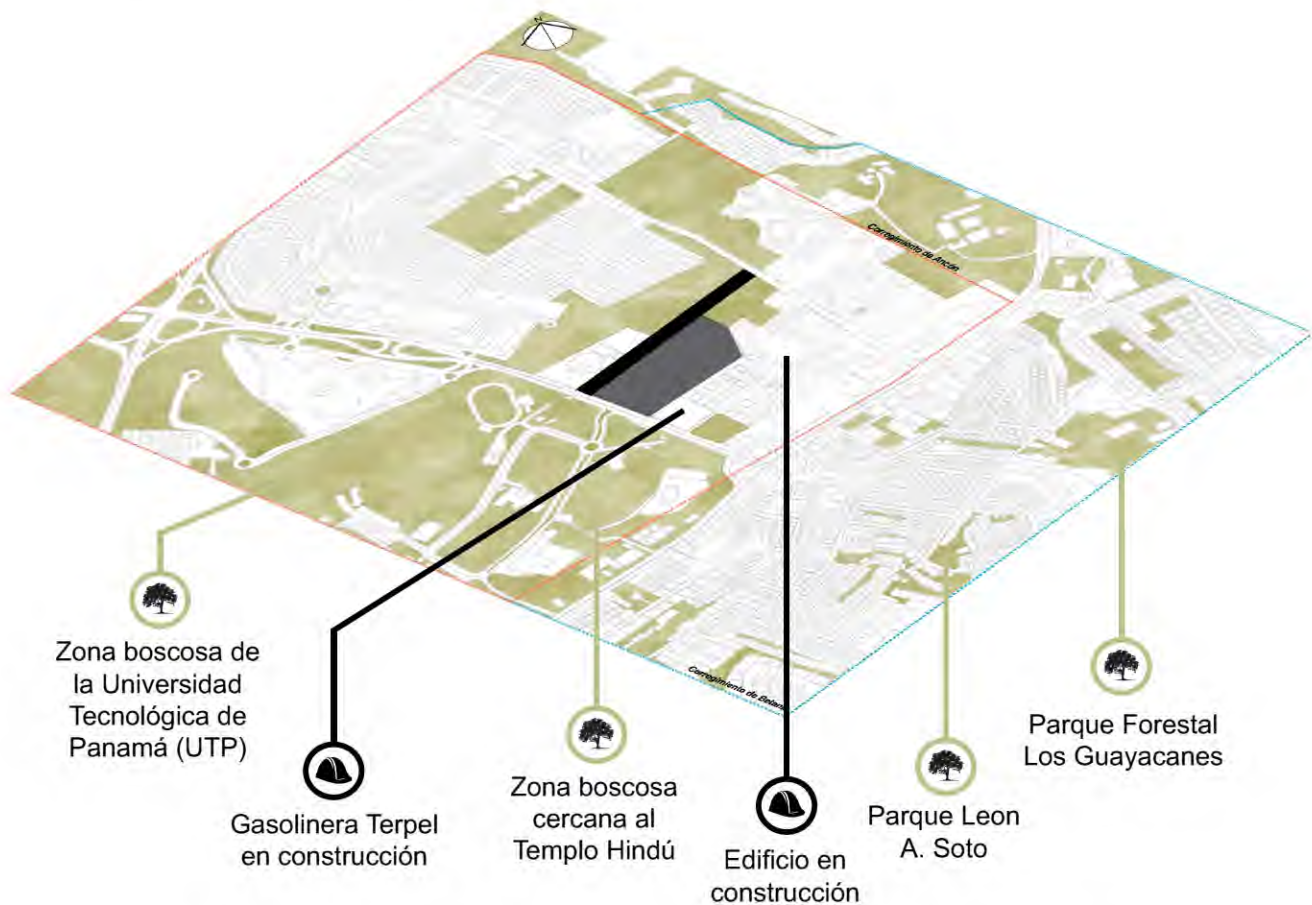 N
Corregimiento de Ancón
Corregimiento de Betania
Zona boscosa de
la Universidad
Tecnológica de
Panamá (UTP)
Gasolinera Terpel
en construcción
Zona boscosa
cercana al
Templo Hindú
Edificio en
construcción
Parque Leon
A. Soto
Parque Forestal
Los Guayacanes